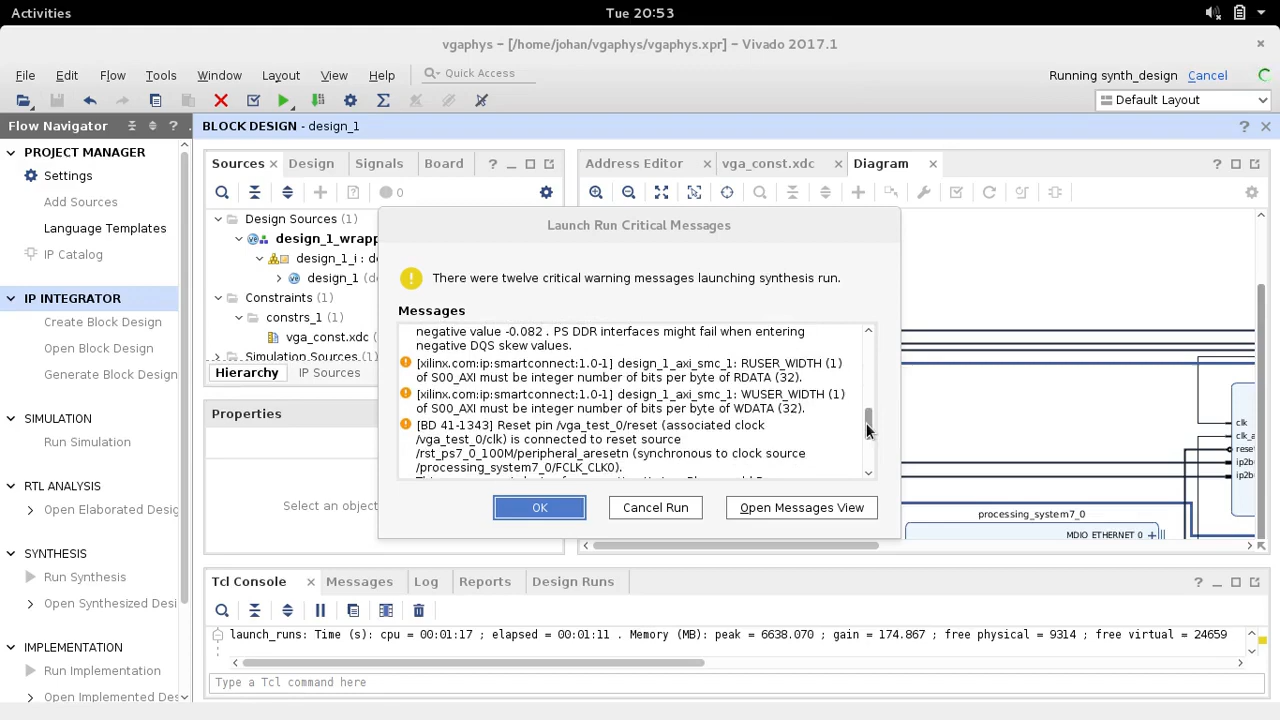 Activities
Tue 20:53
vgaphys – [/home/johan/vgaphys/vgaphys.xpr] – Vivado 2017.1
File Edit Flow Tools Window Layout View Help
Quick Access
Running synth_design Cancel
Default Layout
Flow Navigator
BLOCK DESIGN - design_1
PROJECT MANAGER
Settings
Add Sources
Language Templates
IP Catalog
IP INTEGRATOR
Create Block Design
Open Block Design
Generate Block Design
SIMULATION
Run Simulation
RTL ANALYSIS
Open Elaborated Design
SYNTHESIS
Run Synthesis
Open Synthesized Desi
IMPLEMENTATION
Run Implementation
Open Implemented Des
Sources Design Signals Board
0
Design Sources (1)
design_1_wrapp
design_1_i : de
design_1 (d
Constraints (1)
constrs_1
vga_const.xdc
Simulation Sources (1)
Hierarchy IP Sources
Properties
Select an object
Address Editor vga_const.xdc Diagram
clk
clk_a
rese
ip2b
ip2b
processing_system7_0
MDIO_ETHERNET_0
Launch Run Critical Messages
There were twelve critical warning messages launching synthesis run.
Messages
negative value -0.082 . PS DDR interfaces might fail when entering
negative DQS skew values.
[xilinx.com:ip:smartconnect:1.0-1] design_1_axi_smc_1: RUSER_WIDTH (1)
of S00_AXI must be integer number of bits per byte of RDATA (32).
[xilinx.com:ip:smartconnect:1.0-1] design_1_axi_smc_1: WUSER_WIDTH (1)
of S00_AXI must be integer number of bits per byte of WDATA (32).
[BD 41-1343] Reset pin /vga_test_0/reset (associated clock
/vga_test_0/clk) is connected to reset source
/rst_ps7_0_100M/peripheral_aresetn (synchronous to clock source
/processing_system7_0/FCLK_CLK0).
OK Cancel Run Open Messages View
Tcl Console Messages Log Reports Design Runs
launch_runs: Time (s): cpu = 00:01:17 ; elapsed = 00:01:11 . Memory (MB): peak = 6638.070 ; gain = 174.867 ; free physical = 9314 ; free virtual = 24659
Type a Tcl command here